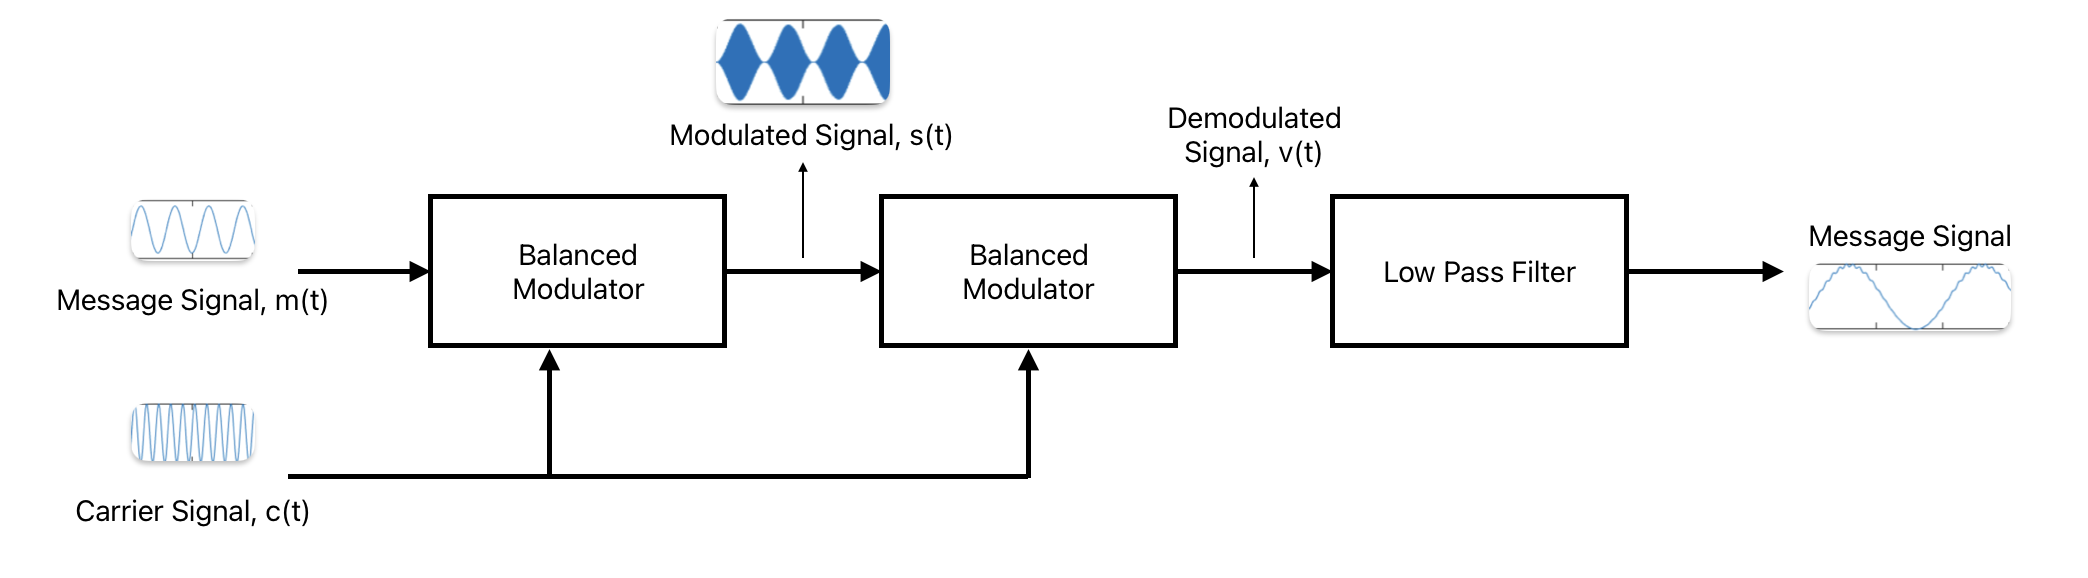 Modulated Signal, s(t)
Demodulated
Signal, v(t)
Message Signal, m(t)
Balanced
Modulator
Balanced
Modulator
Low Pass Filter
Message Signal
Carrier Signal, c(t)